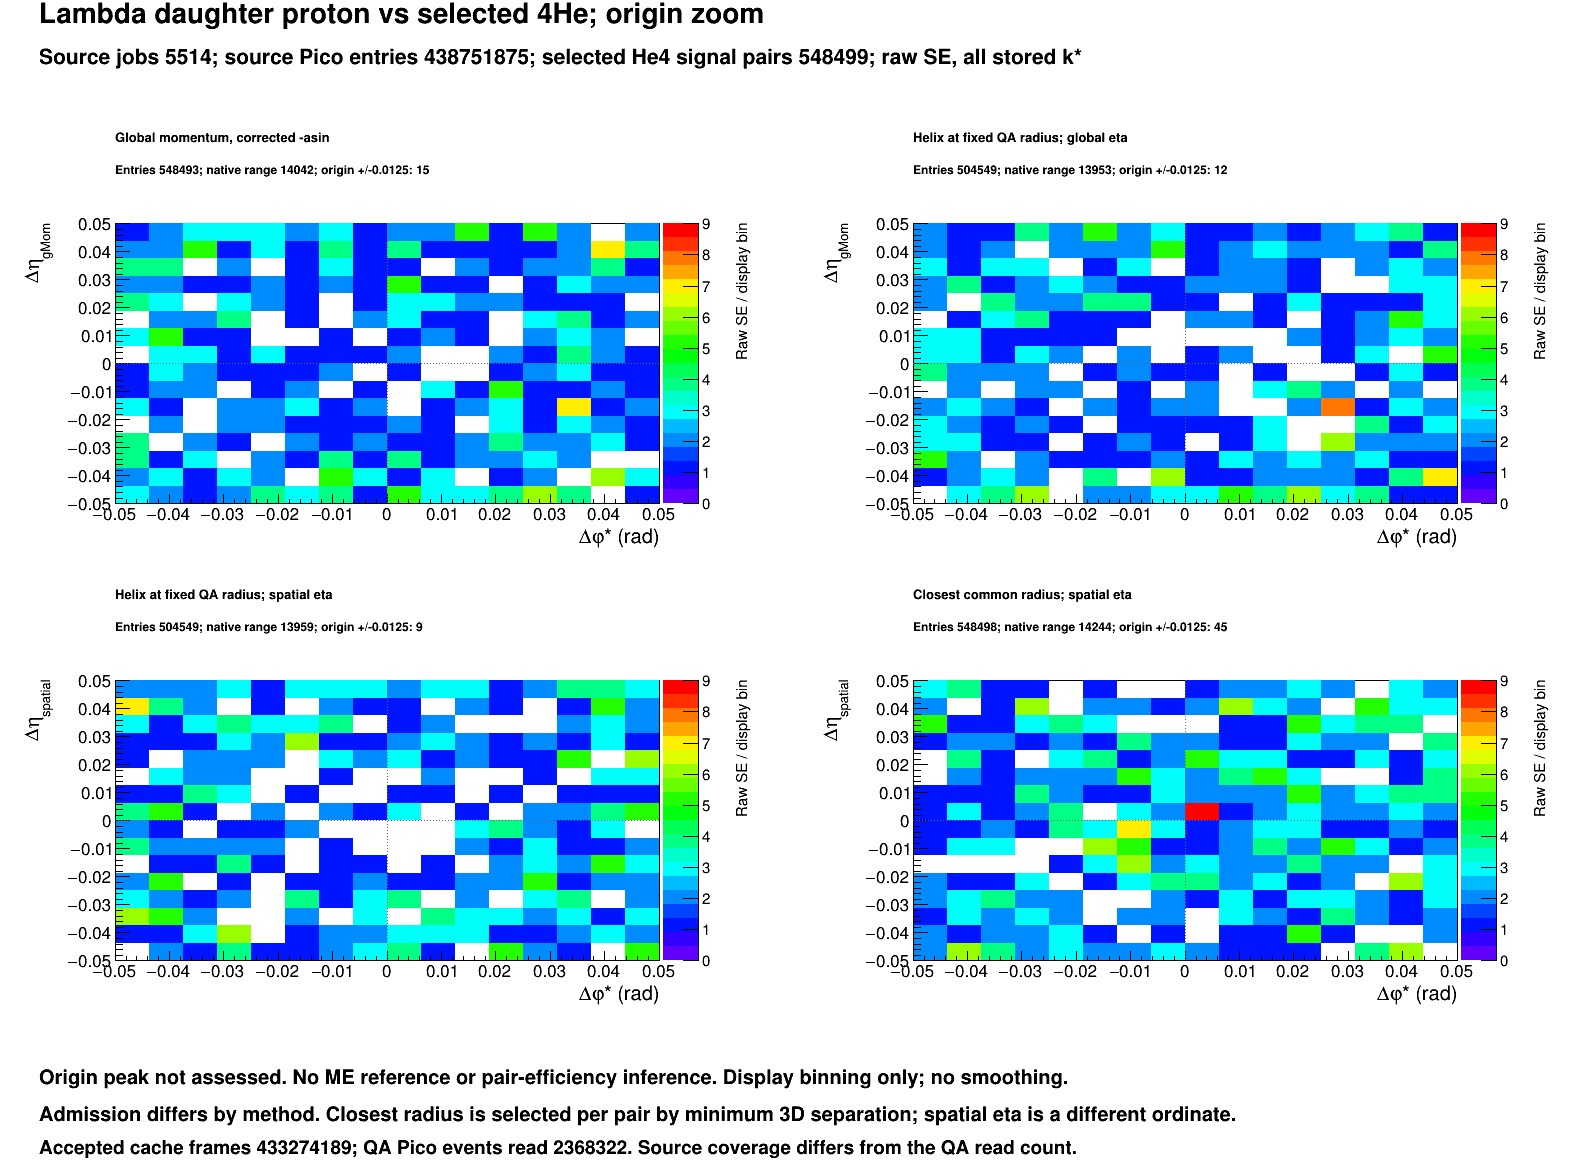 Lambda daughter proton vs selected 4He; origin zoom
Source jobs 5514; source Pico entries 438751875; selected He4 signal pairs 548499; raw SE, all stored k*
Global momentum, corrected -asin
Entries 548493; native range 14042; origin +/-0.0125: 15
ΔηgMom
0.05
0.04
0.03
0.02
0.01
0
−0.01
−0.02
−0.03
−0.04
−0.05
−0.05 −0.04 −0.03 −0.02 −0.01 0 0.01 0.02 0.03 0.04 0.05
Δφ* (rad)
9
8
7
6
5
4
3
2
1
0
Raw SE / display bin
Helix at fixed QA radius; global eta
Entries 504549; native range 13953; origin +/-0.0125: 12
ΔηgMom
0.05
0.04
0.03
0.02
0.01
0
−0.01
−0.02
−0.03
−0.04
−0.05
−0.05 −0.04 −0.03 −0.02 −0.01 0 0.01 0.02 0.03 0.04 0.05
Δφ* (rad)
9
8
7
6
5
4
3
2
1
0
Raw SE / display bin
Helix at fixed QA radius; spatial eta
Entries 504549; native range 13959; origin +/-0.0125: 9
Δηspatial
0.05
0.04
0.03
0.02
0.01
0
−0.01
−0.02
−0.03
−0.04
−0.05
−0.05 −0.04 −0.03 −0.02 −0.01 0 0.01 0.02 0.03 0.04 0.05
Δφ* (rad)
9
8
7
6
5
4
3
2
1
0
Raw SE / display bin
Closest common radius; spatial eta
Entries 548498; native range 14244; origin +/-0.0125: 45
Δηspatial
0.05
0.04
0.03
0.02
0.01
0
−0.01
−0.02
−0.03
−0.04
−0.05
−0.05 −0.04 −0.03 −0.02 −0.01 0 0.01 0.02 0.03 0.04 0.05
Δφ* (rad)
9
8
7
6
5
4
3
2
1
0
Raw SE / display bin
Origin peak not assessed. No ME reference or pair-efficiency inference. Display binning only; no smoothing.
Admission differs by method. Closest radius is selected per pair by minimum 3D separation; spatial eta is a different ordinate.
Accepted cache frames 433274189; QA Pico events read 2368322. Source coverage differs from the QA read count.